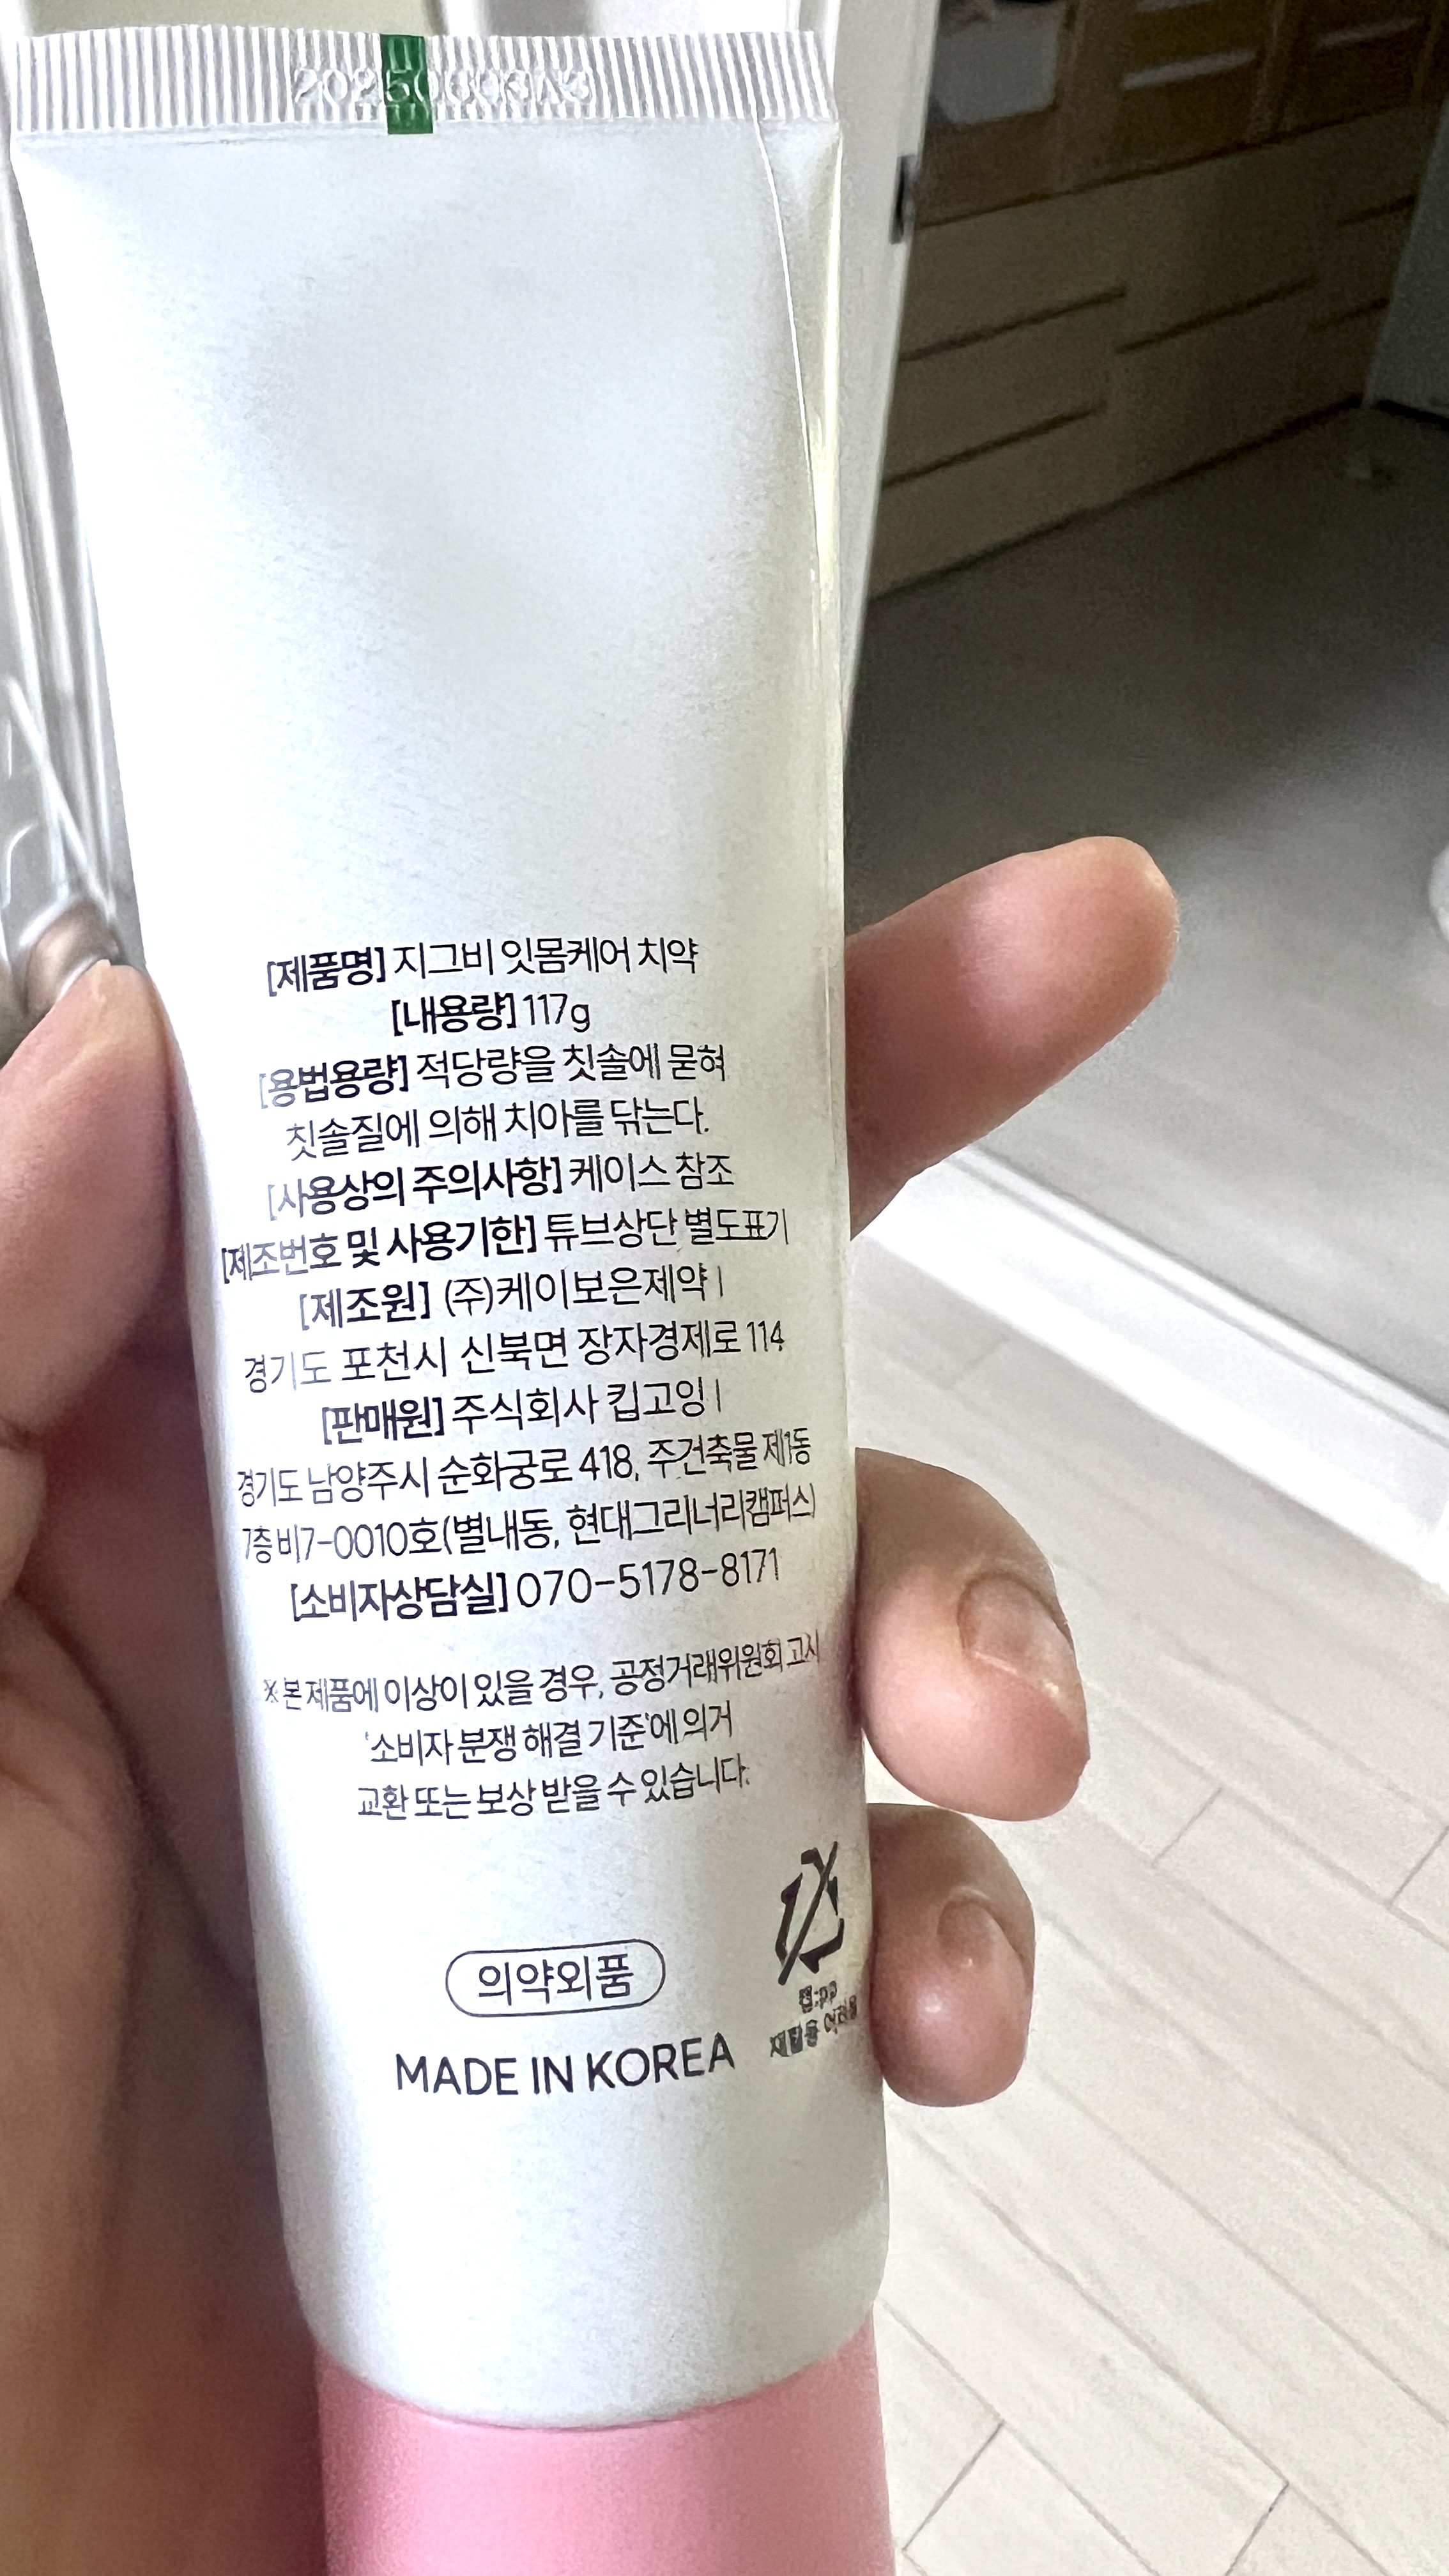 [제품명] 지그비 잇몸케어 치약
[내용량] 117g
[용법용량] 적당량을 칫솔에 묻혀
칫솔질에 의해 치아를 닦는다.
[사용상의 주의사항] 케이스 참조
[제조번호 및 사용기한] 튜브상단 별도표기
[제조원] (주)케이보은제약 |
경기도 포천시 신북면 장자경제로 114
[판매원] 주식회사 킵고잉 |
경기도 남양주시 순화궁로 418, 주건축물 제1동
7층 비7-0010호(별내동, 현대그리너리캠퍼스)
[소비자상담실] 070-5178-8171
※ 본 제품에 이상이 있을 경우, 공정거래위원회 고시
'소비자 분쟁 해결 기준'에 의거
교환 또는 보상 받을 수 있습니다.
의약외품
캡:pp
재활용 어려움
MADE IN KOREA